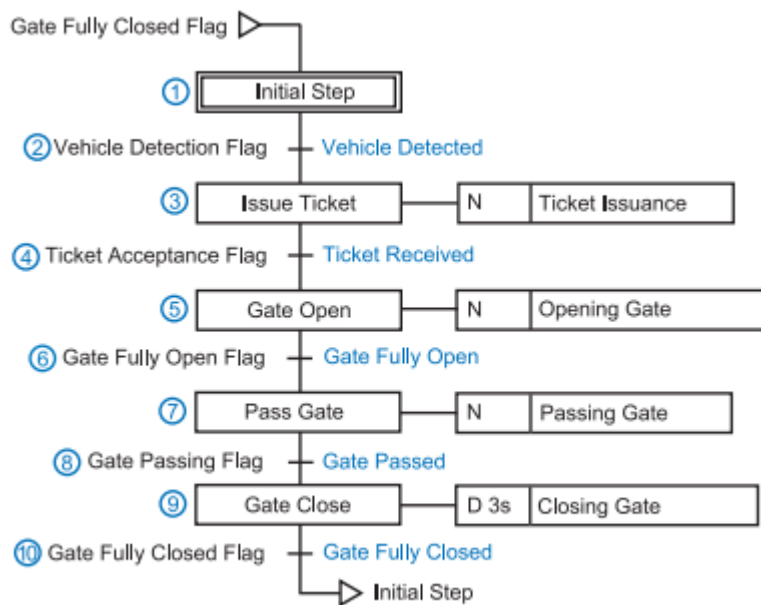 Gate Fully Closed Flag
① Initial Step
② Vehicle Detection Flag Vehicle Detected
③ Issue Ticket N Ticket Issuance
④ Ticket Acceptance Flag Ticket Received
⑤ Gate Open N Opening Gate
⑥ Gate Fully Open Flag Gate Fully Open
⑦ Pass Gate N Passing Gate
⑧ Gate Passing Flag Gate Passed
⑨ Gate Close D 3s Closing Gate
⑩ Gate Fully Closed Flag Gate Fully Closed
Initial Step